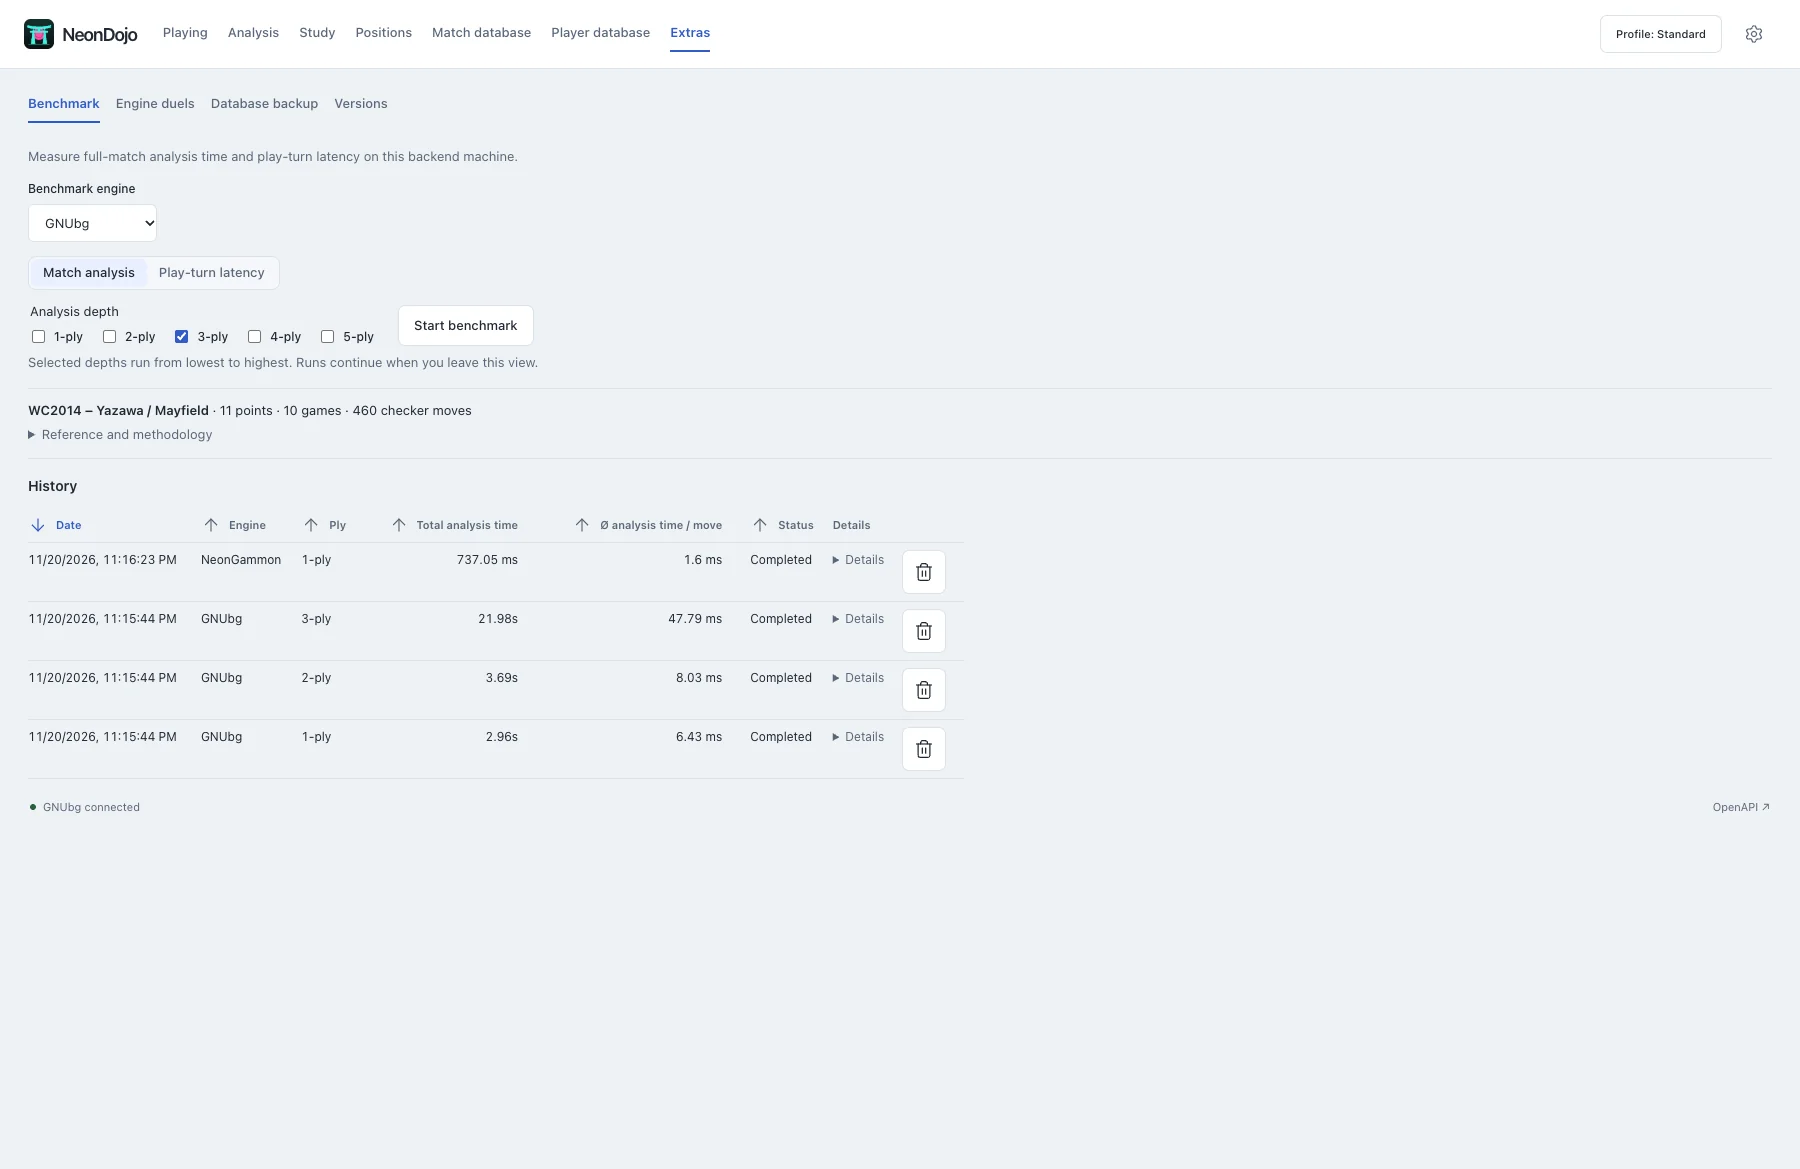 NeonDojo Playing Analysis Study Positions Match database Player database Extras Profile: Standard
Benchmark Engine duels Database backup Versions
Measure full-match analysis time and play-turn latency on this backend machine.
Benchmark engine
GNUbg
Match analysis Play-turn latency
Analysis depth
1-ply 2-ply 3-ply 4-ply 5-ply Start benchmark
Selected depths run from lowest to highest. Runs continue when you leave this view.
WC2014 – Yazawa / Mayfield · 11 points · 10 games · 460 checker moves
Reference and methodology
History
Date Engine Ply Total analysis time Ø analysis time / move Status Details
11/20/2026, 11:16:23 PM NeonGammon 1-ply 737.05 ms 1.6 ms Completed Details
11/20/2026, 11:15:44 PM GNUbg 3-ply 21.98s 47.79 ms Completed Details
11/20/2026, 11:15:44 PM GNUbg 2-ply 3.69s 8.03 ms Completed Details
11/20/2026, 11:15:44 PM GNUbg 1-ply 2.96s 6.43 ms Completed Details
GNUbg connected OpenAPI ↗